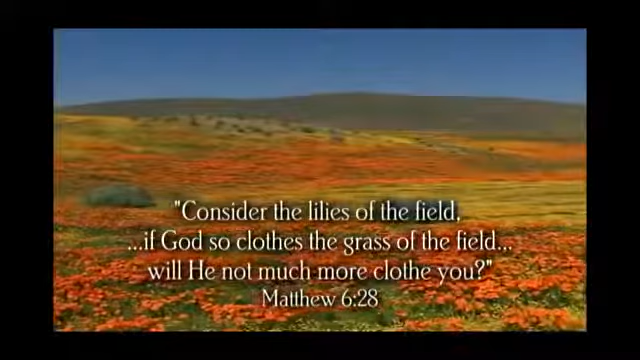 "Consider the lilies of the field,
...if God so clothes the grass of the field...
will He not much more clothe you?"
Matthew 6:28